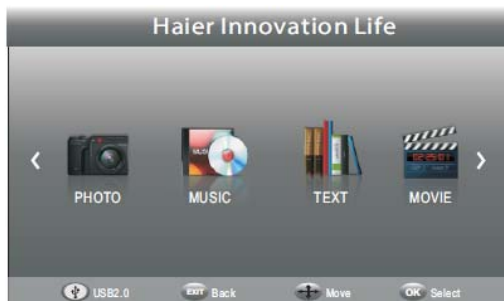 Haier Innovation Life
PHOTO MUSIC TEXT MOVIE
USB2.0 EXIT Back Move OK Select